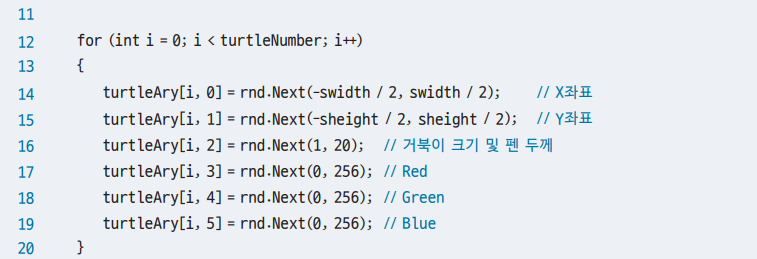 11
12 for (int i = 0; i < turtleNumber; i++)
13 {
14 turtleAry[i, 0] = rnd.Next(-swidth / 2, swidth / 2); // X좌표
15 turtleAry[i, 1] = rnd.Next(-sheight / 2, sheight / 2); // Y좌표
16 turtleAry[i, 2] = rnd.Next(1, 20); // 거북이 크기 및 펜 두께
17 turtleAry[i, 3] = rnd.Next(0, 256); // Red
18 turtleAry[i, 4] = rnd.Next(0, 256); // Green
19 turtleAry[i, 5] = rnd.Next(0, 256); // Blue
20 }